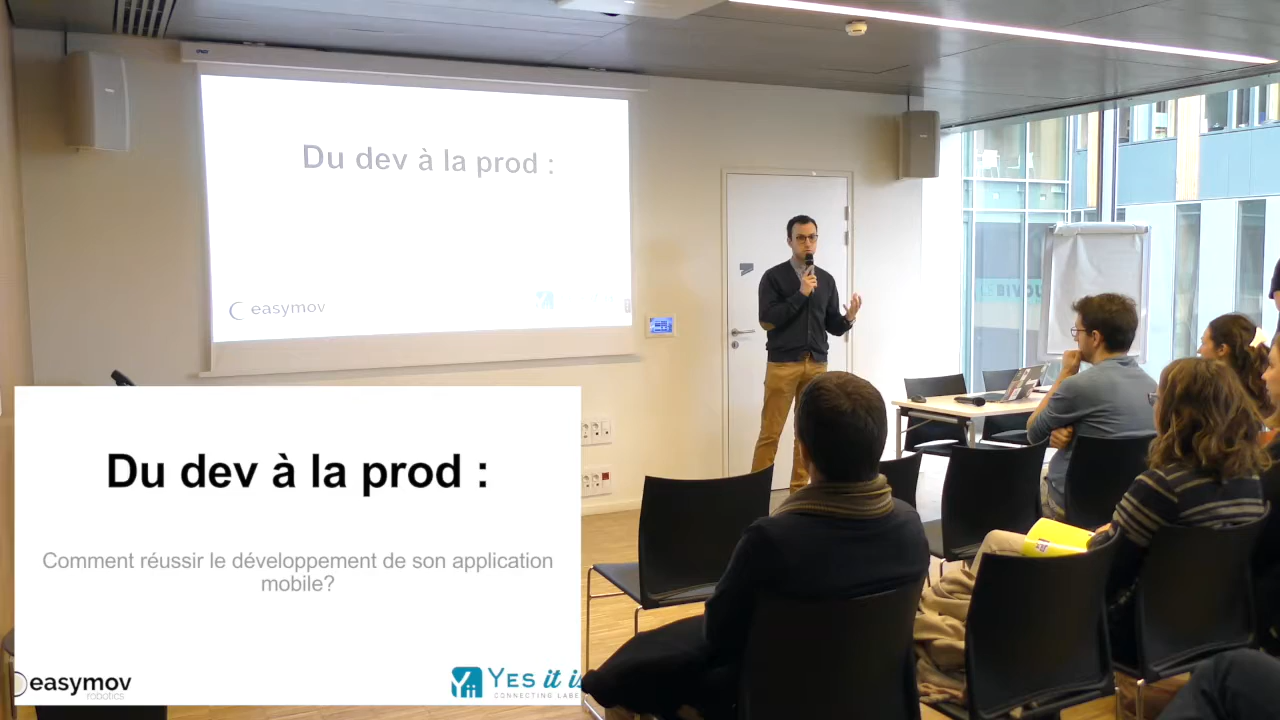 Du dev à la prod :
easymov
Du dev à la prod :
Comment réussir le développement de son application
mobile?
easymov
robotics
YES it is
CONNECTING LABE